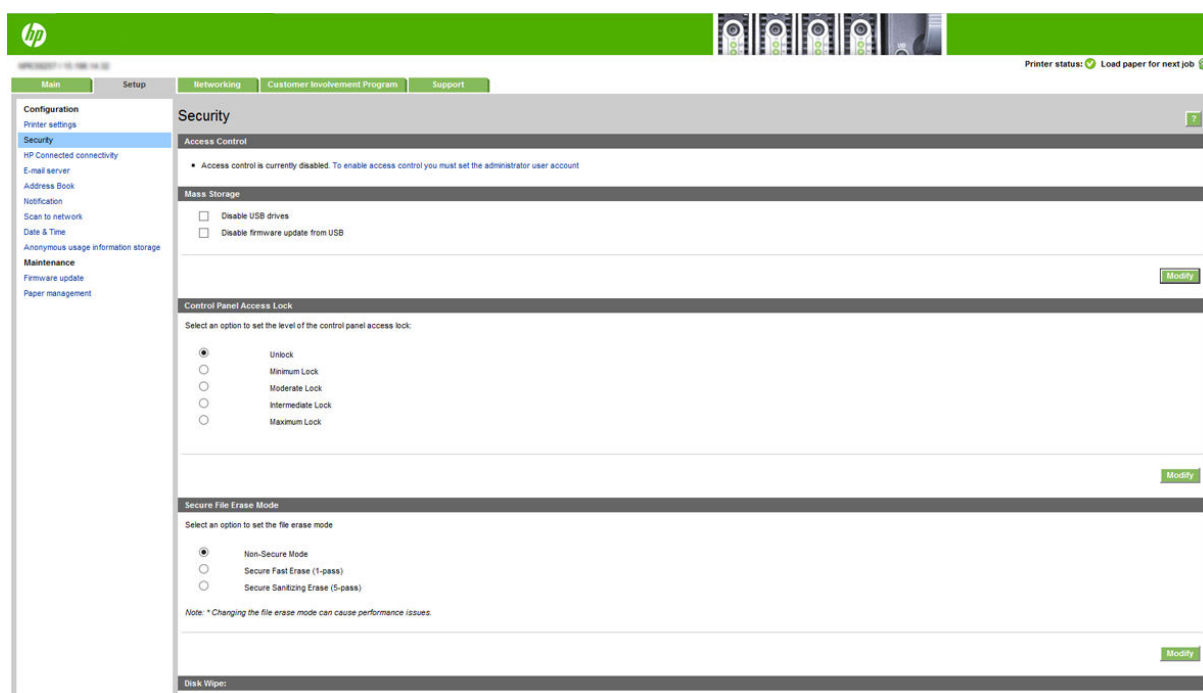 hp
Printer status: Load paper for next job
Main Setup Networking Customer Involvement Program Support
Configuration
Printer settings
Security
HP Connected connectivity
E-mail server
Address Book
Notification
Scan to network
Date & Time
Anonymous usage information storage
Maintenance
Firmware update
Paper management
Security
?
Access Control
• Access control is currently disabled. To enable access control you must set the administrator user account
Mass Storage
Disable USB drives
Disable firmware update from USB
Modify
Control Panel Access Lock
Select an option to set the level of the control panel access lock:
Unlock
Minimum Lock
Moderate Lock
Intermediate Lock
Maximum Lock
Modify
Secure File Erase Mode
Select an option to set the file erase mode
Non-Secure Mode
Secure Fast Erase (1-pass)
Secure Sanitizing Erase (5-pass)
Note: * Changing the file erase mode can cause performance issues.
Modify
Disk Wipe: